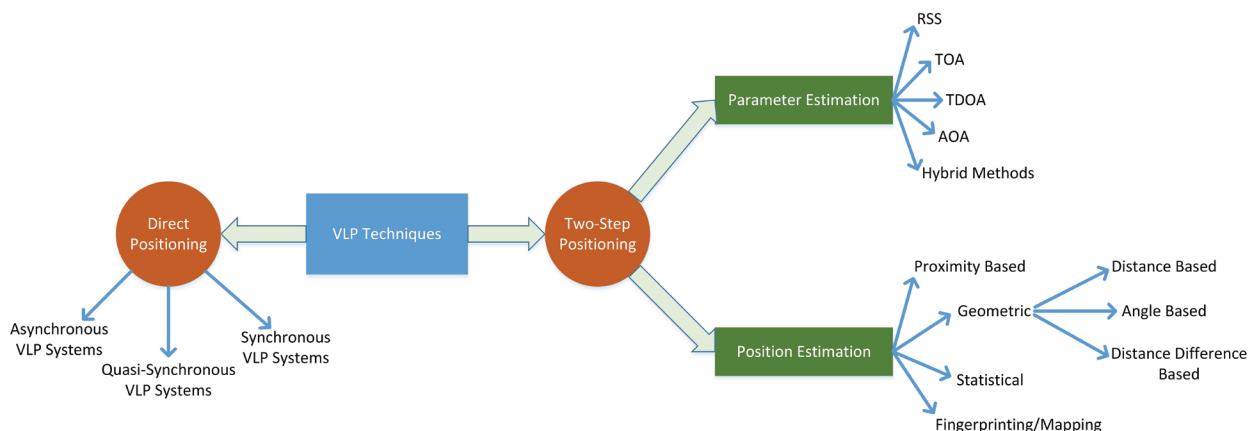 RSS
TOA
Parameter Estimation
TDOA
AOA
Hybrid Methods
Direct
Positioning
VLP Techniques
Two-Step
Positioning
Asynchronous
VLP Systems
Quasi-Synchronous
VLP Systems
Synchronous
VLP Systems
Position Estimation
Proximity Based
Geometric
Distance Based
Angle Based
Distance Difference
Based
Statistical
Fingerprinting/Mapping